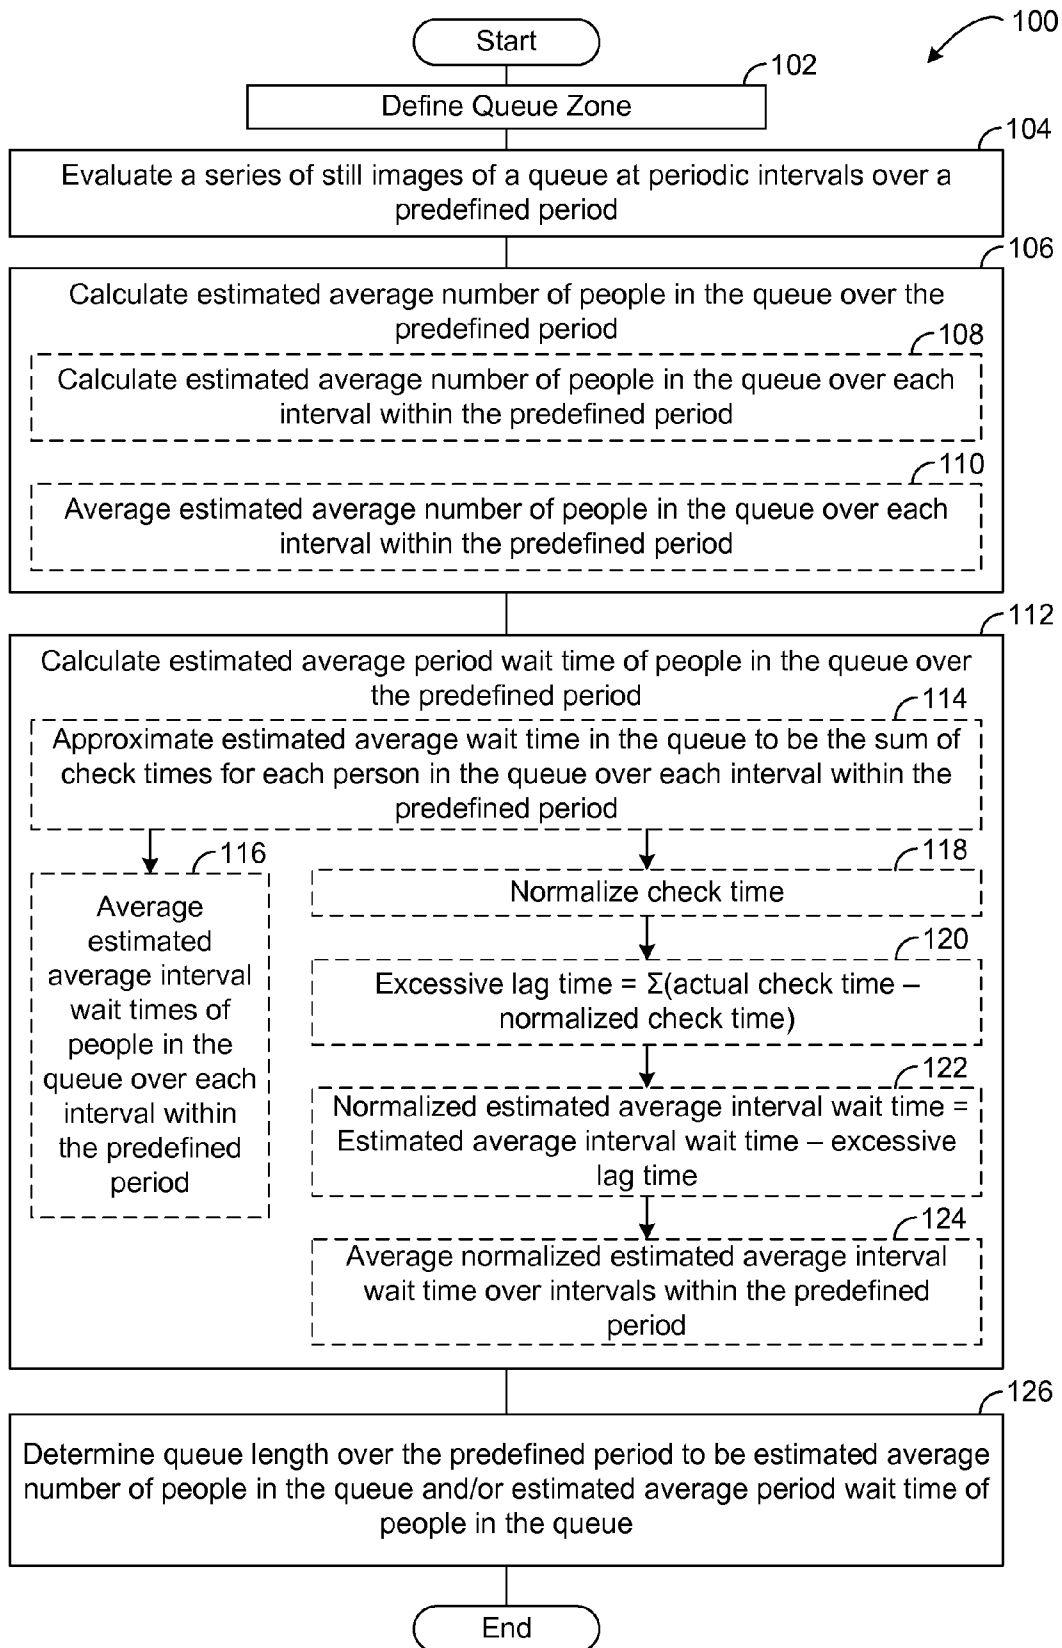 100
Start
102
Define Queue Zone
104
Evaluate a series of still images of a queue at periodic intervals over a
predefined period
106
Calculate estimated average number of people in the queue over the
predefined period
108
Calculate estimated average number of people in the queue over each
interval within the predefined period
110
Average estimated average number of people in the queue over each
interval within the predefined period
112
Calculate estimated average period wait time of people in the queue over
the predefined period
114
Approximate estimated average wait time in the queue to be the sum of
check times for each person in the queue over each interval within the
predefined period
116
Average
estimated
average interval
wait times of
people in the
queue over each
interval within
the predefined
period
118
Normalize check time
120
Excessive lag time = Σ(actual check time –
normalized check time)
122
Normalized estimated average interval wait time =
Estimated average interval wait time – excessive
lag time
124
Average normalized estimated average interval
wait time over intervals within the predefined
period
126
Determine queue length over the predefined period to be estimated average
number of people in the queue and/or estimated average period wait time of
people in the queue
End